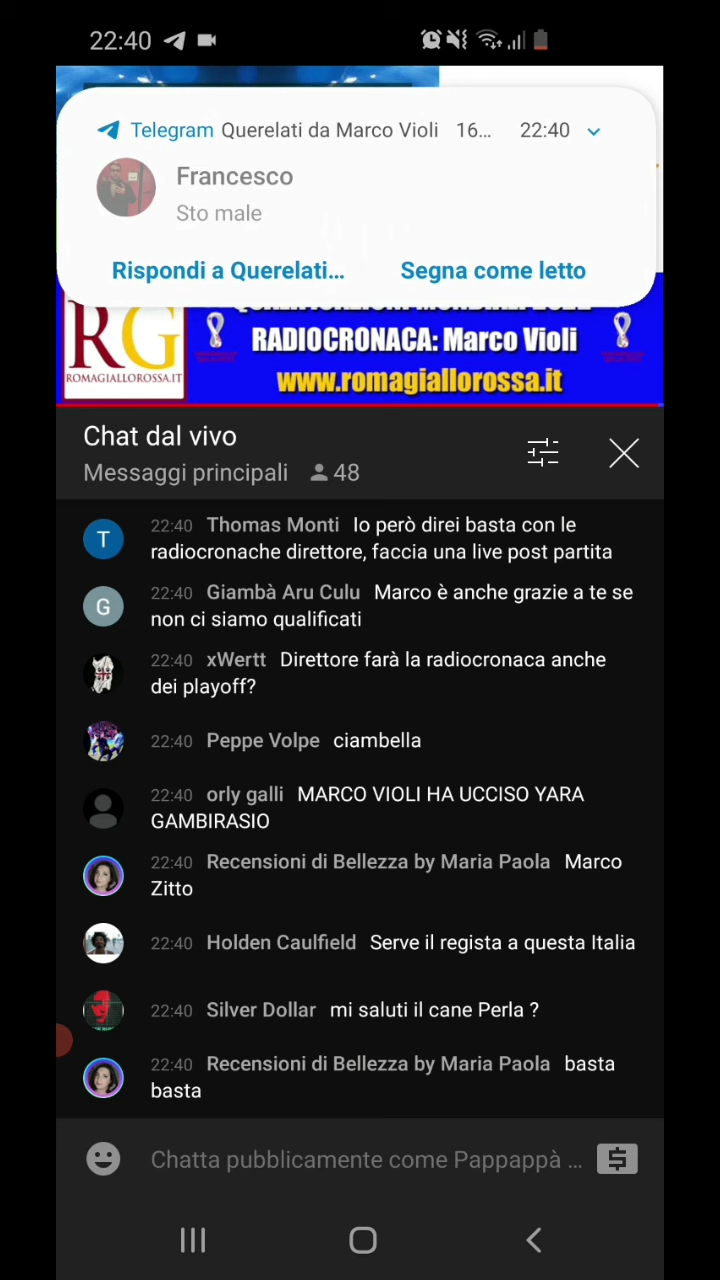 22:40
Telegram Querelati da Marco Violi 16... 22:40
Francesco
Sto male
Rispondi a Querelati... Segna come letto
RG
ROMAGIALLOROSSA.IT
RADIOCRONACA: Marco Violi
www.romagiallorossa.it
Chat dal vivo
Messaggi principali 48
T
22:40 Thomas Monti Io però direi basta con le
radiocronache direttore, faccia una live post partita
G
22:40 Giambà Aru Culu Marco è anche grazie a te se
non ci siamo qualificati
22:40 xWertt Direttore farà la radiocronaca anche
dei playoff?
22:40 Peppe Volpe ciambella
22:40 orly galli MARCO VIOLI HA UCCISO YARA
GAMBIRASIO
22:40 Recensioni di Bellezza by Maria Paola Marco
Zitto
22:40 Holden Caulfield Serve il regista a questa Italia
22:40 Silver Dollar mi saluti il cane Perla ?
22:40 Recensioni di Bellezza by Maria Paola basta
basta
Chatta pubblicamente come Pappappà ...